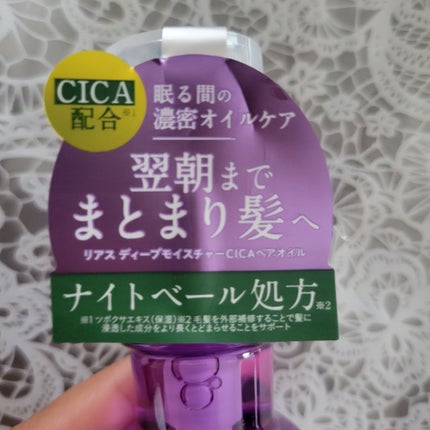 CICA
配合※1
眠る間の
濃密オイルケア
翌朝まで
まとまり髪へ
リアス ディープモイスチャーCICAヘアオイル
ナイトベール処方※2
※1ツボクサエキス(保湿)※2毛髪を外部補修することで髪に
浸透した成分をより長くとどまらせることをサポート